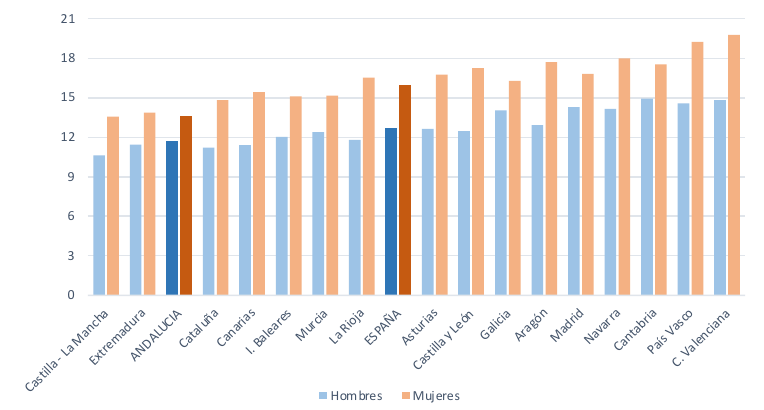 21
18
15
12
9
6
3
0
Castilla - La Mancha
Extremadura
ANDALUCIA
Cataluña
Canarias
I. Baleares
Murcia
La Rioja
ESPAÑA
Asturias
Castilla y León
Galicia
Aragón
Madrid
Navarra
Cantabria
País Vasco
C. Valenciana
Hombres Mujeres